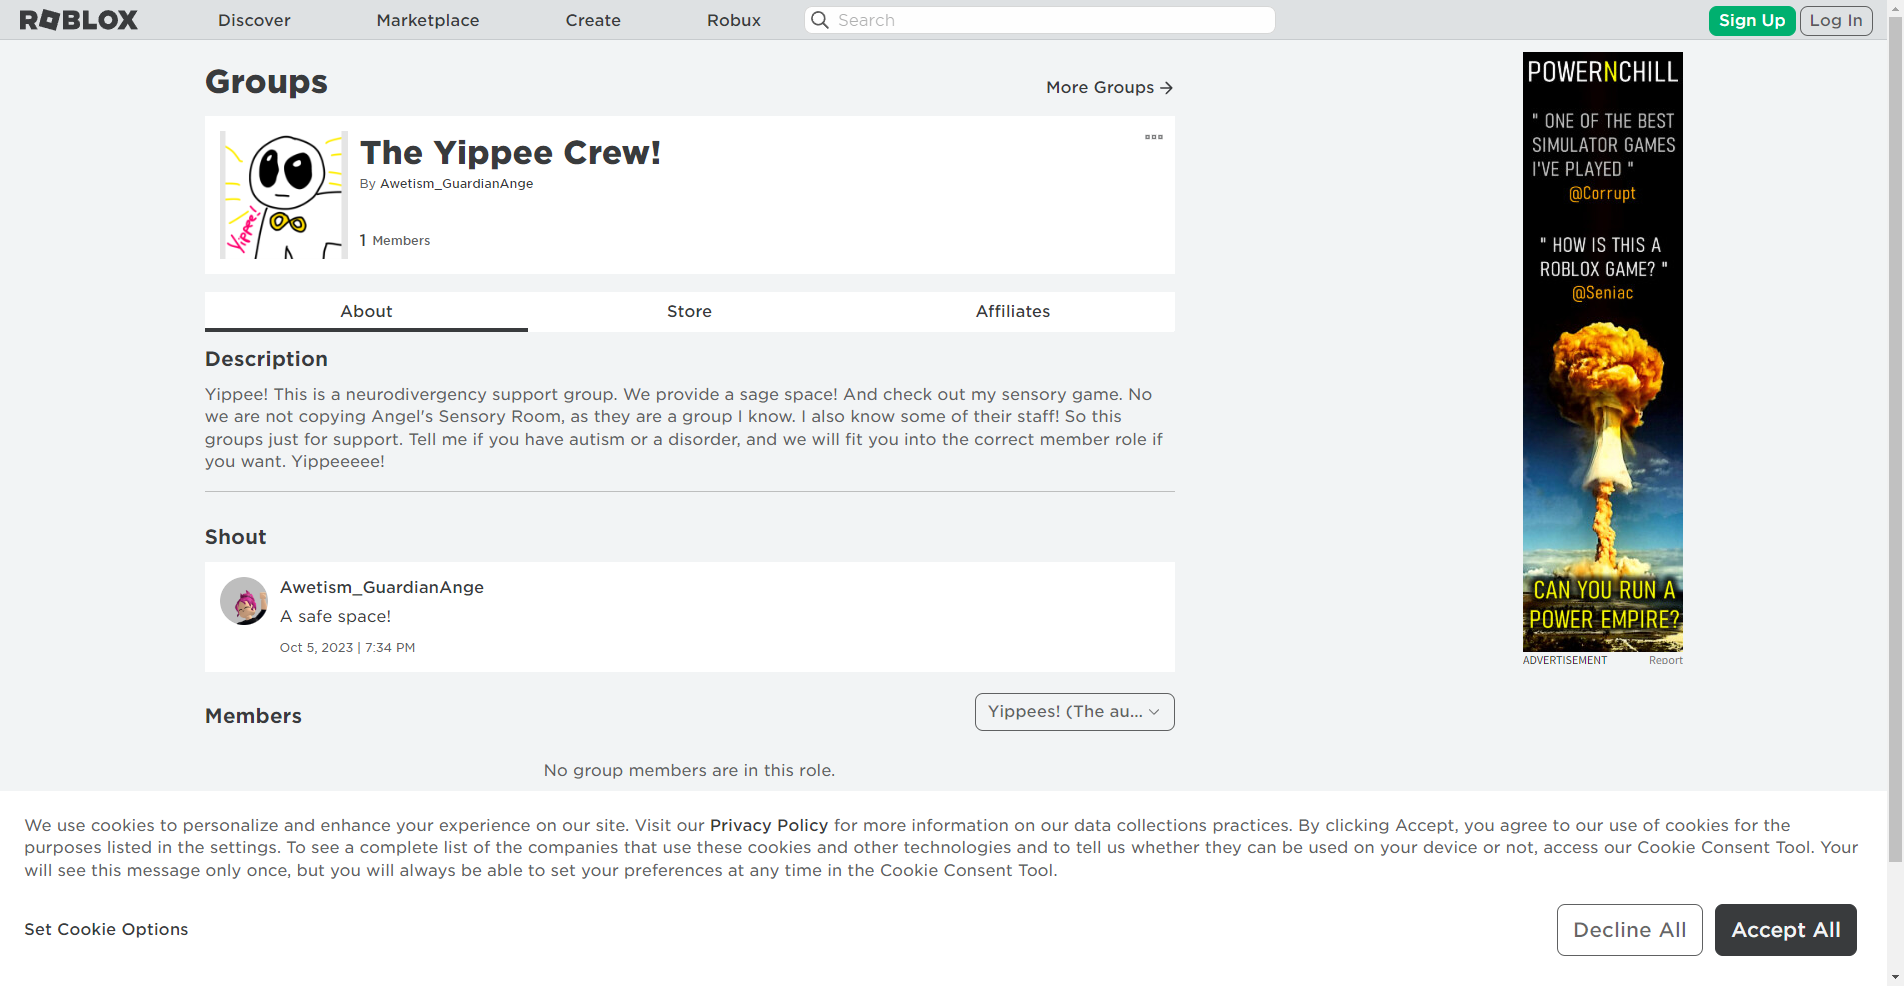 ROBLOX
Discover
Marketplace
Create
Robux
Search
Sign Up
Log In
Groups
More Groups
The Yippee Crew!
By Awetism_GuardianAnge
1 Members
Yippe!
About
Store
Affiliates
Description
Yippee! This is a neurodivergency support group. We provide a sage space! And check out my sensory game. No
we are not copying Angel's Sensory Room, as they are a group I know. I also know some of their staff! So this
groups just for support. Tell me if you have autism or a disorder, and we will fit you into the correct member role if
you want. Yippeeeee!
Shout
Awetism_GuardianAnge
A safe space!
Oct 5, 2023 | 7:34 PM
Members
Yippees! (The au...
No group members are in this role.
POWERNCHILL
" ONE OF THE BEST
SIMULATOR GAMES
I'VE PLAYED "
@Corrupt
" HOW IS THIS A
ROBLOX GAME? "
@Seniac
CAN YOU RUN A
POWER EMPIRE?
ADVERTISEMENT
Report
We use cookies to personalize and enhance your experience on our site. Visit our Privacy Policy for more information on our data collections practices. By clicking Accept, you agree to our use of cookies for the
purposes listed in the settings. To see a complete list of the companies that use these cookies and other technologies and to tell us whether they can be used on your device or not, access our Cookie Consent Tool. Your
will see this message only once, but you will always be able to set your preferences at any time in the Cookie Consent Tool.
Set Cookie Options
Decline All
Accept All